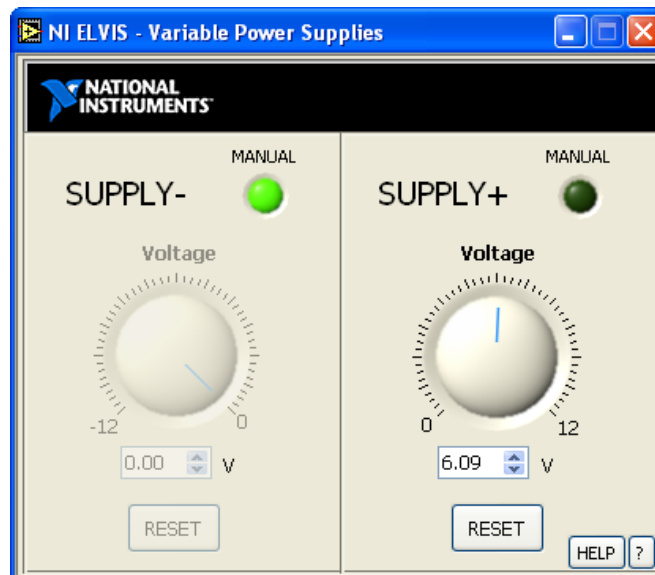 NI ELVIS - Variable Power Supplies
NATIONAL
INSTRUMENTS™
MANUAL
SUPPLY-
Voltage
-12
0
0.00 V
RESET
MANUAL
SUPPLY+
Voltage
0
12
6.09 V
RESET
HELP ?